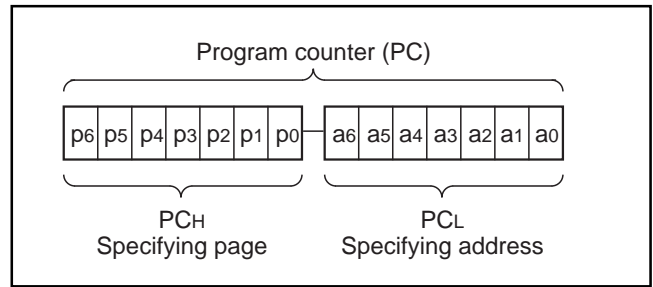 Program counter (PC)
p6 p5 p4 p3 p2 p1 p0 a6 a5 a4 a3 a2 a1 a0
PCH PCL
Specifying page Specifying address